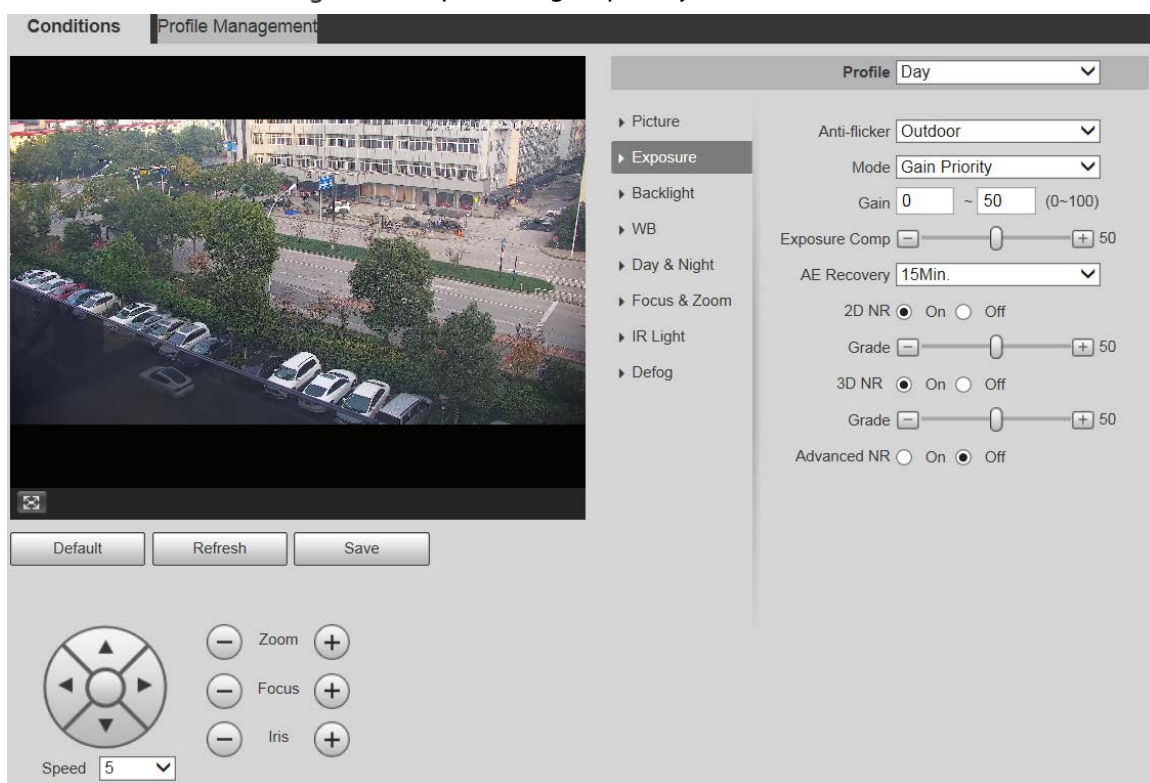 Conditions Profile Management
Profile Day
Picture
Exposure
Backlight
WB
Day & Night
Focus & Zoom
IR Light
Defog
Anti-flicker Outdoor
Mode Gain Priority
Gain 0 ~ 50 (0~100)
Exposure Comp 50
AE Recovery 15Min.
2D NR On Off
Grade 50
3D NR On Off
Grade 50
Advanced NR On Off
Default Refresh Save
Zoom
Focus
Iris
Speed 5